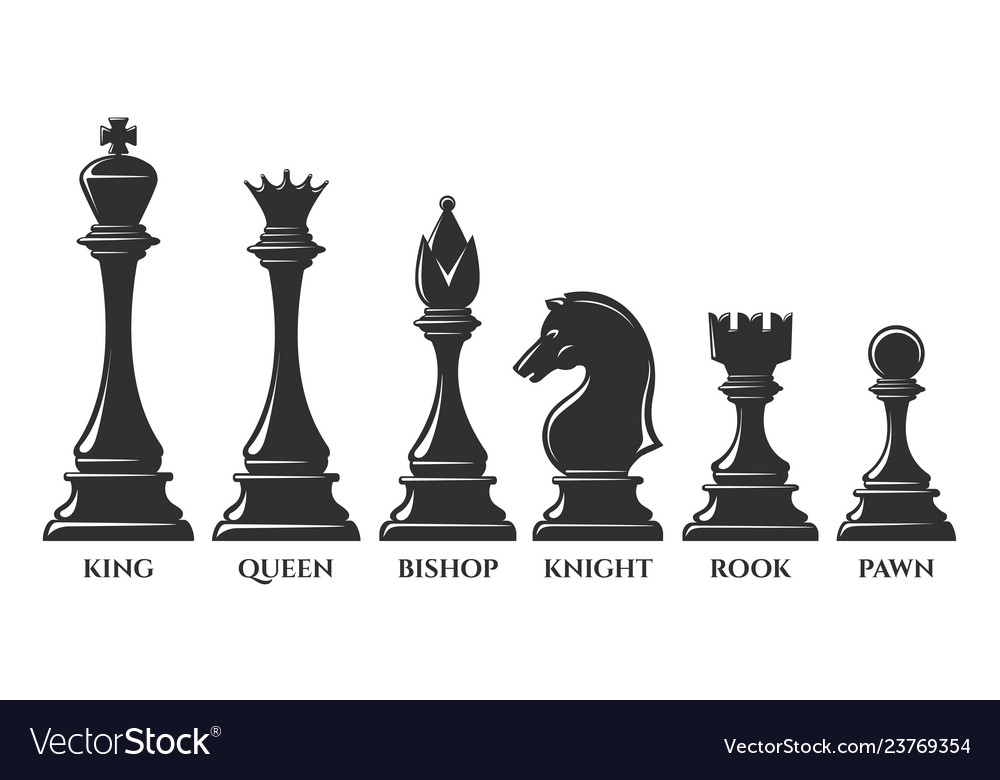 KING QUEEN BISHOP KNIGHT ROOK PAWN
VectorStock® VectorStock.com/23769354